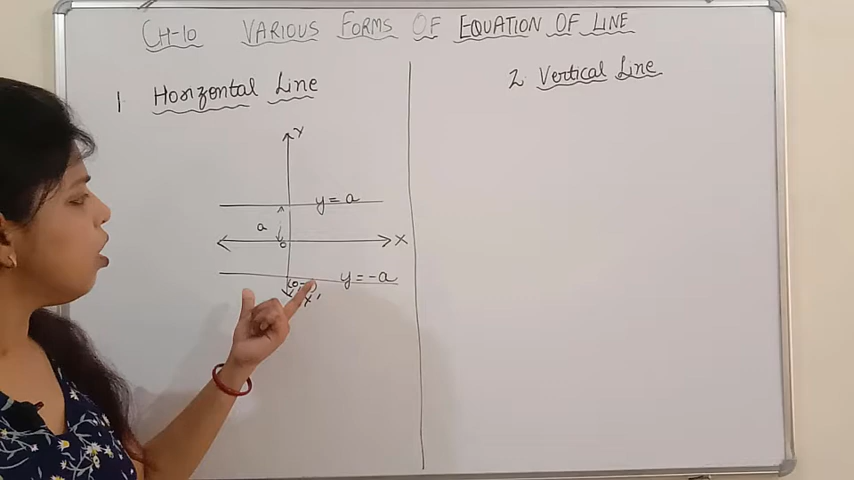 CH-10 VARIOUS FORMS OF EQUATION OF LINE
1 Horizontal Line
Y
y = a
a
O
X
y = -a
2 Vertical Line